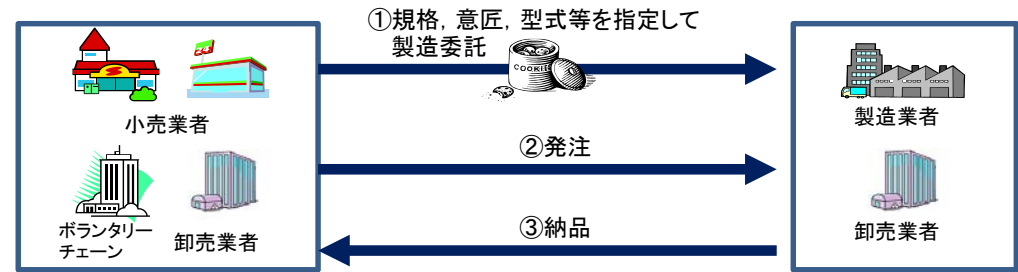 ①規格，意匠，型式等を指定して
製造委託
24
COOKIE
小売業者
製造業者
②発注
ボランタリー
チェーン
卸売業者
③納品
卸売業者